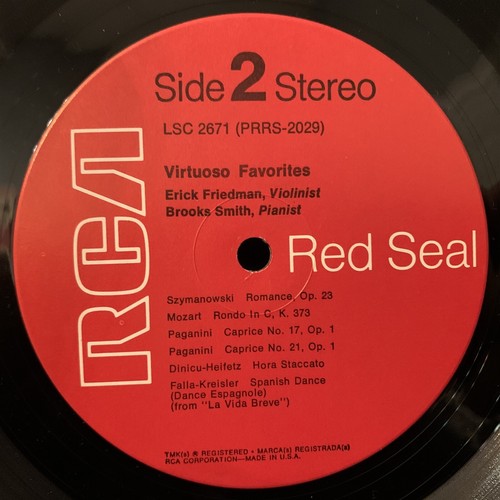 Side 2 Stereo
LSC 2671 (PRRS-2029)
Virtuoso Favorites
Erick Friedman, Violinist
Brooks Smith, Pianist
RCA
Red Seal
Szymanowski Romance, Op. 23
Mozart Rondo In C, K. 373
Paganini Caprice No. 17, Op. 1
Paganini Caprice No. 21, Op. 1
Dinicu-Heifetz Hora Staccato
Falla-Kreisler Spanish Dance
(Dance Espagnole)
(from "La Vida Breve")
TMK(s) ® REGISTERED • MARCA(s) REGISTRADA(s)
RCA CORPORATION—MADE IN U.S.A.